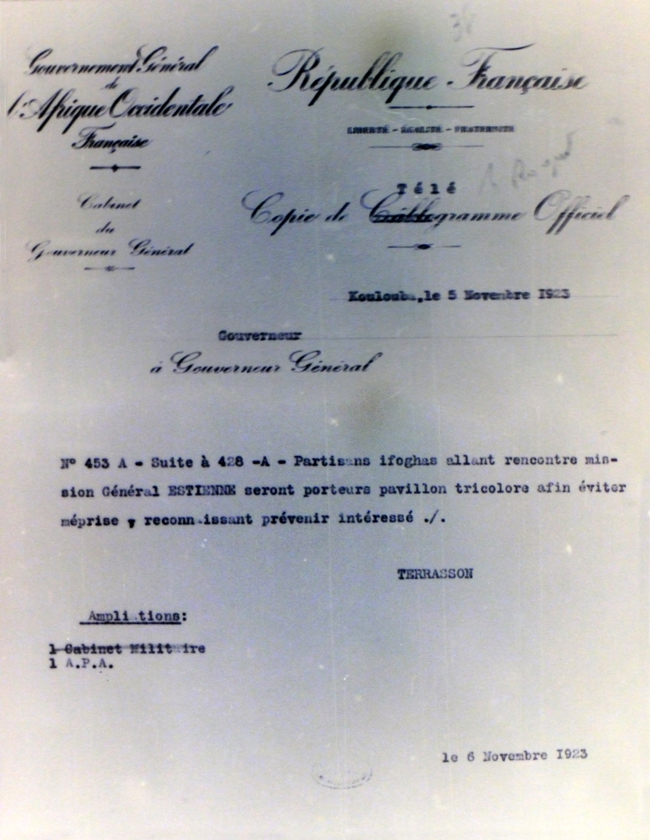 38
Gouvernement Général
de
l'Afrique Occidentale
Française
Cabinet
du
Gouverneur Général
République Française
LIBERTÉ - ÉGALITÉ - FRATERNITÉ
Télé
Copie de Câblogramme Officiel
Koulouba, le 5 Novembre 1923
Gouverneur
à Gouverneur Général
N° 453 A - Suite à 428 -A - Partisans ifoghas allant rencontre mis-
sion Général ESTIENNE seront porteurs pavillon tricolore afin éviter
méprise , reconnaissant prévenir intéressé ./.
TERRASSON
Ampliations:
1 Cabinet Militaire
1 A.P.A.
le 6 Novembre 1923